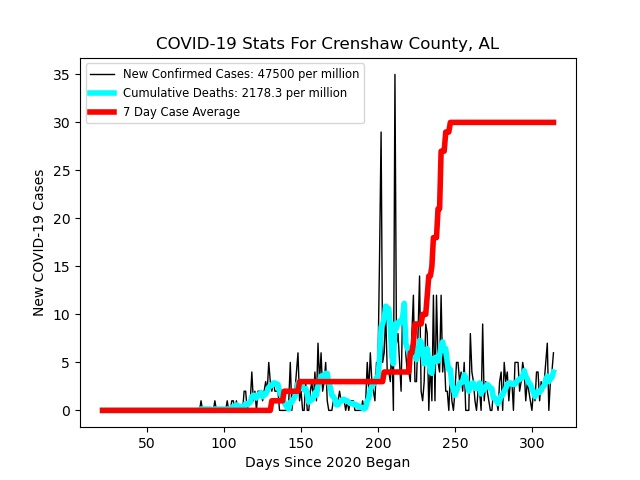 COVID-19 Stats For Crenshaw County, AL
New Confirmed Cases: 47500 per million
Cumulative Deaths: 2178.3 per million
7 Day Case Average
35
30
25
20
15
10
5
0
New COVID-19 Cases
50 100 150 200 250 300
Days Since 2020 Began